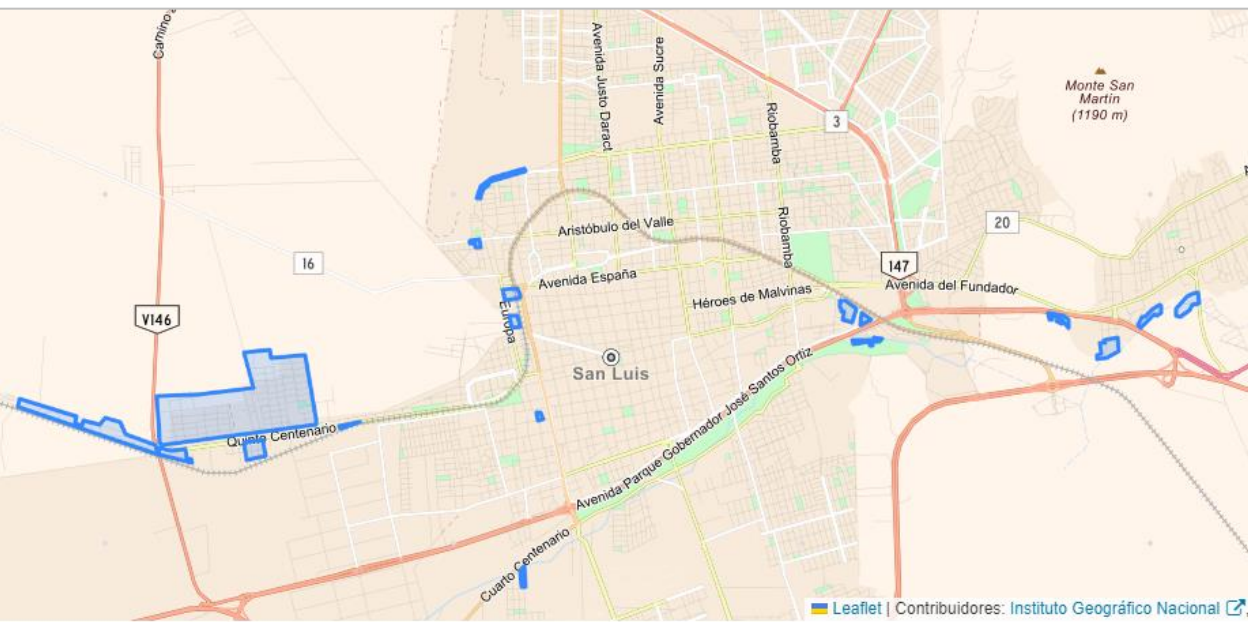 Camino
Avenida Justo Daract
Avenida Sucre
Riobamba
3
Monte San
Martín
(1190 m)
Aristóbulo del Valle
Riobamba
20
16
Avenida España
147
Avenida del Fundador
Héroes de Malvinas
Europa
V146
San Luis
Avenida Parque Gobernador José Santos Ortiz
Quinto Centenario
Cuarto Centenario
Leaflet | Contribuidores: Instituto Geográfico Nacional